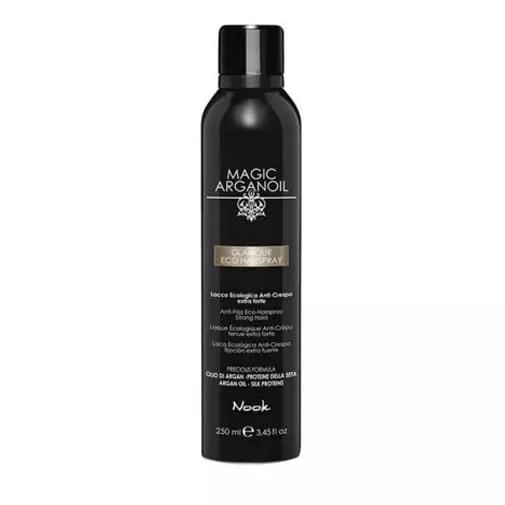 MAGIC
ARGANOIL
GLAMOUR
ECO HAIRSPRAY
Lacca Ecologica Anti-Crespo
extra forte
Anti-Frizz Eco-Hairspray
Strong Hold
Laque Écologique Anti-Crêpu
tenue extra forte
Laca Ecológica Anti-Crespo
fijación extra fuerte
PRECIOUS FORMULA
OLIO DI ARGAN - PROTEINE DELLA SETA
ARGAN OIL - SILK PROTEINS
Nook
250 ml e 3,45 fl oz